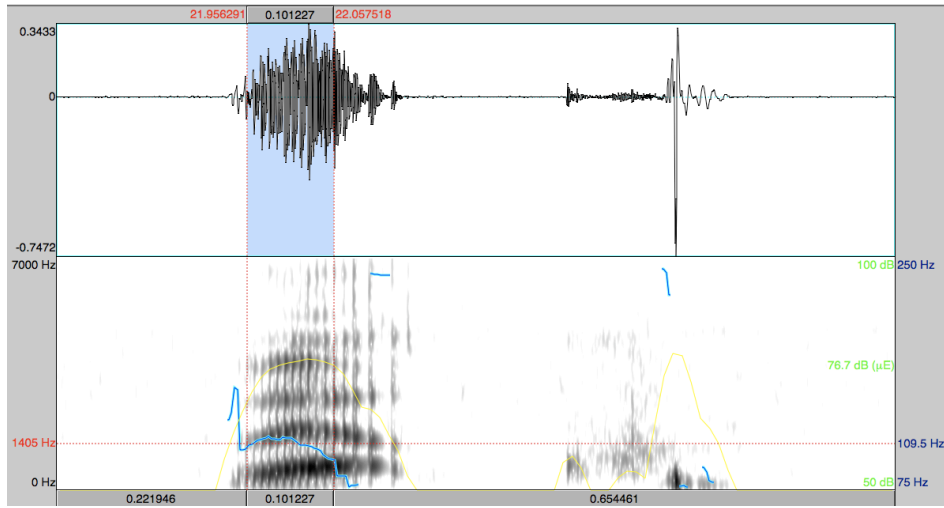 21.956291 0.101227 22.057518
0.3433
0
-0.7472
7000 Hz 100 dB 250 Hz
76.7 dB (µE)
1405 Hz 109.5 Hz
0 Hz 50 dB 75 Hz
0.221946 0.101227 0.654461